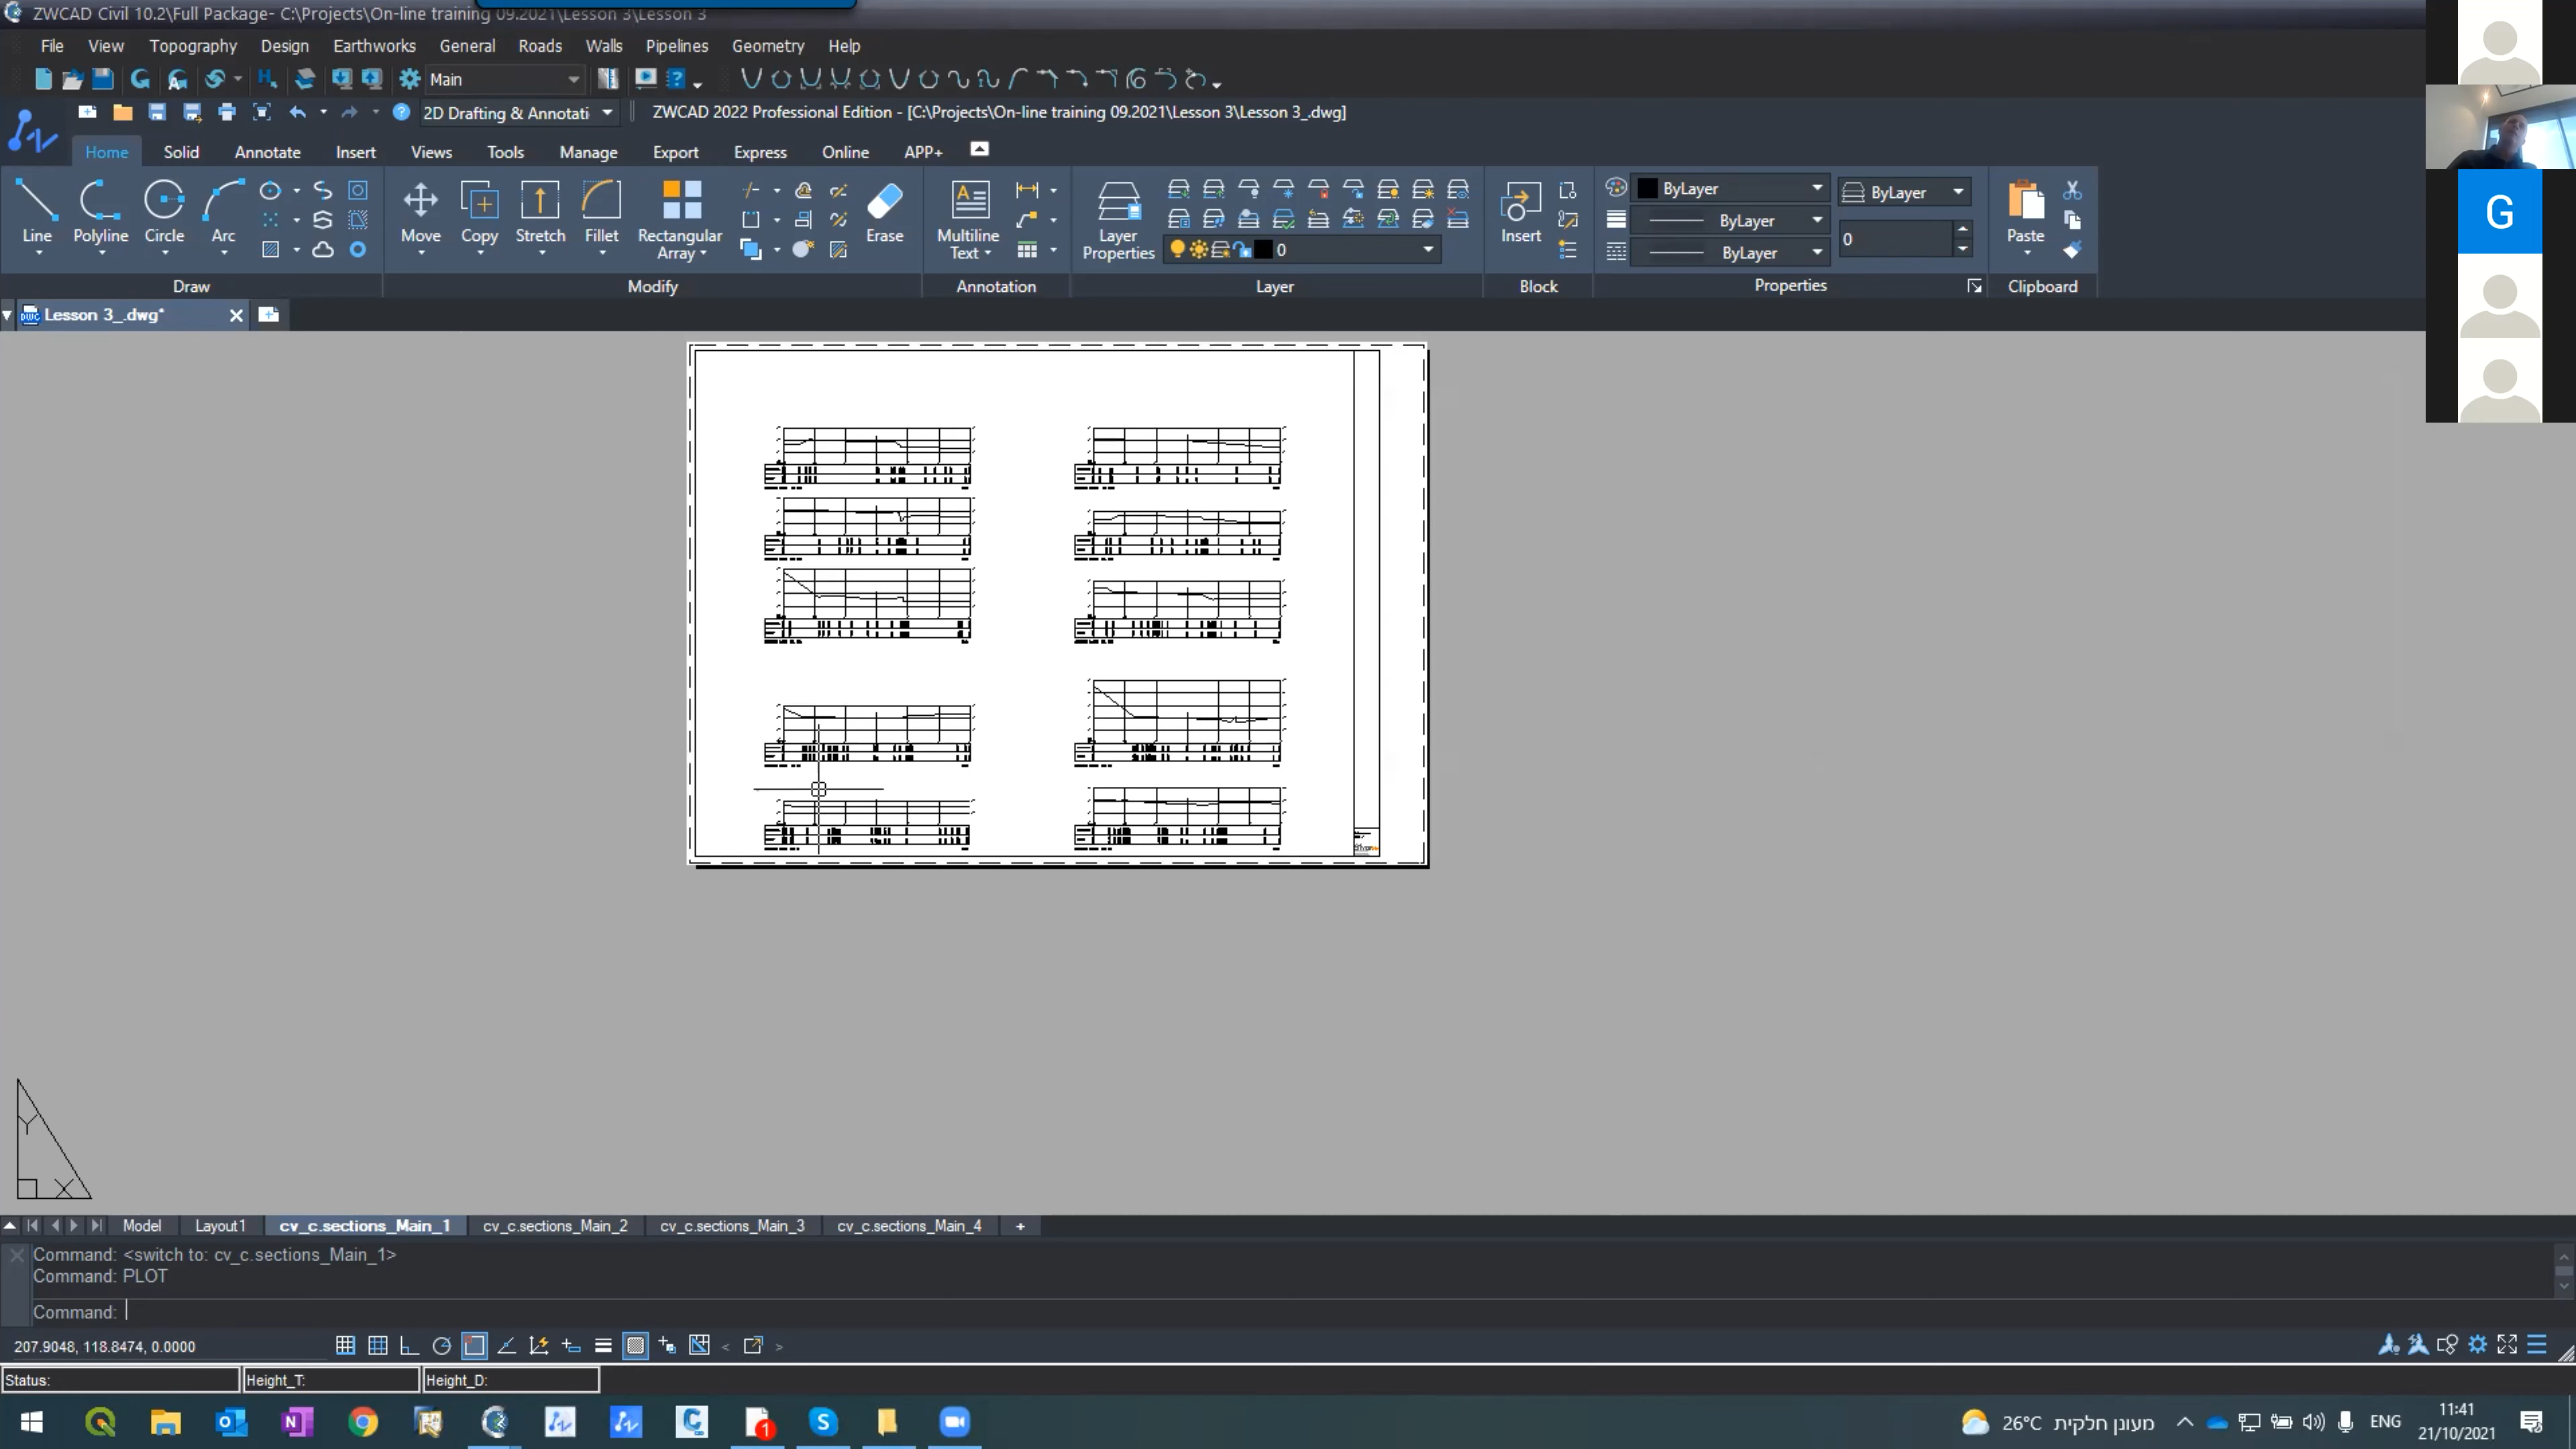 ZWCAD Civil 10.2\Full Package- C:\Projects\On-line training 09.2021\Lesson 3\Lesson 3
File View Topography Design Earthworks General Roads Walls Pipelines Geometry Help
Main
2D Drafting & Annotati
ZWCAD 2022 Professional Edition - [C:\Projects\On-line training 09.2021\Lesson 3\Lesson 3_.dwg]
Home Solid Annotate Insert Views Tools Manage Export Express Online APP+
G
ByLayer ByLayer
Line Polyline Circle Arc Move Copy Stretch Fillet Rectangular Array Erase Multiline Text Layer Properties Insert ByLayer 0 Paste
0 ByLayer
Draw Modify Annotation Layer Block Properties Clipboard
Lesson 3_.dwg*
Y
X
Model Layout1 cv_c.sections_Main_1 cv_c.sections_Main_2 cv_c.sections_Main_3 cv_c.sections_Main_4 +
Command: <switch to: cv_c.sections_Main_1>
Command: PLOT
Command:
207.9048, 118.8474, 0.0000
Status: Height_T: Height_D:
1
26°C מעונן חלקית
ENG
11:41
21/10/2021